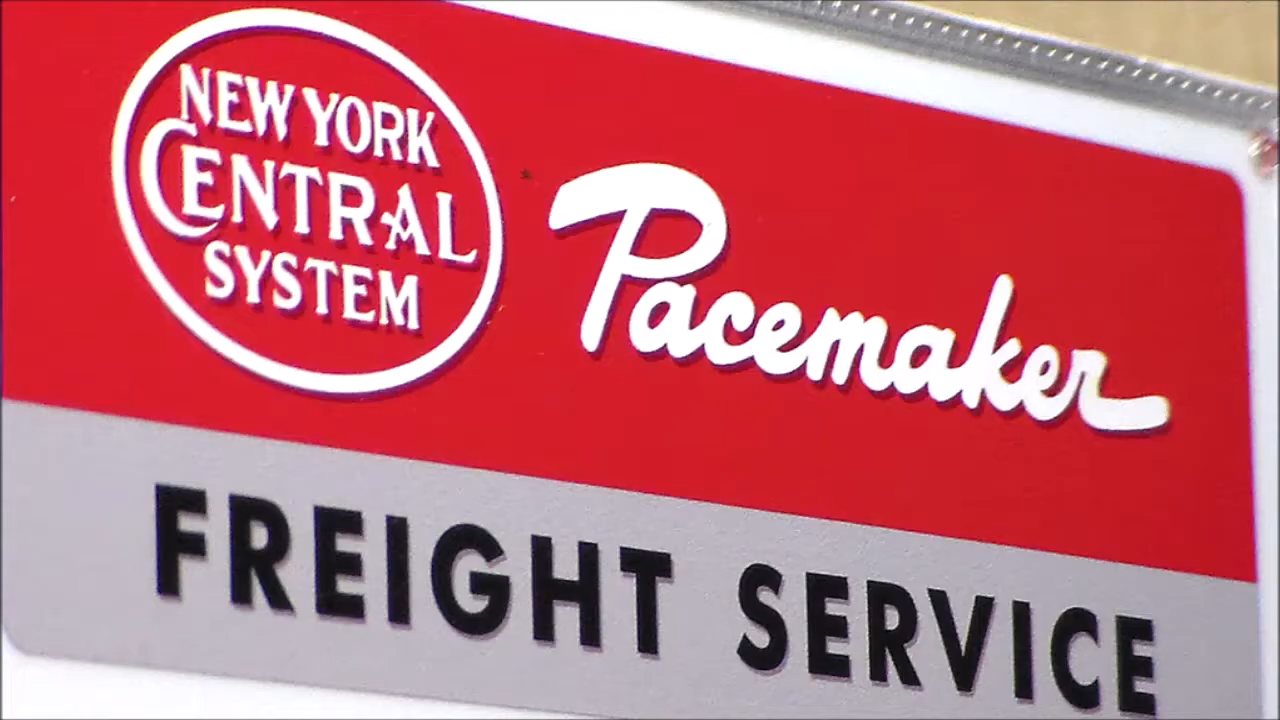 NEW YORK
CENTRAL
SYSTEM
Pacemaker
FREIGHT SERVICE